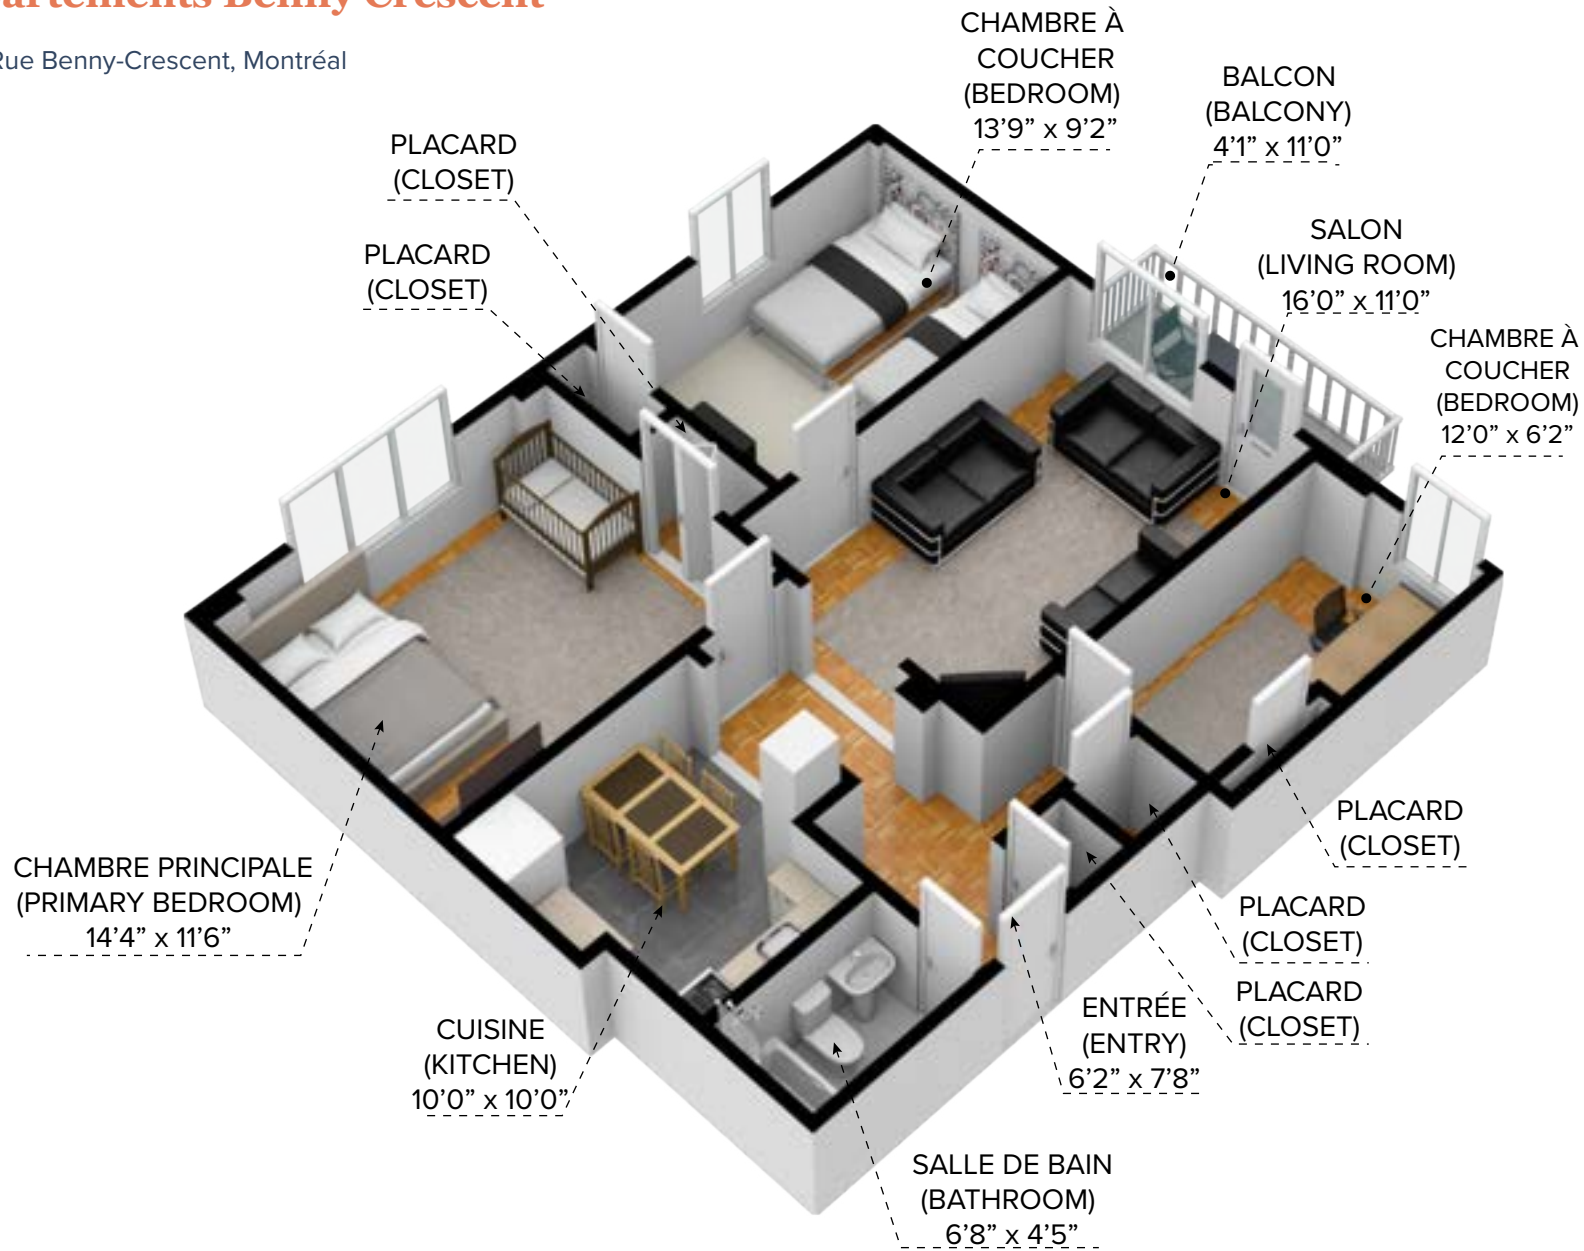 Benny Crescent
Rue Benny-Crescent, Montréal
CHAMBRE À
COUCHER
(BEDROOM)
13’9” x 9’2”
BALCON
(BALCONY)
4’1” x 11’0”
PLACARD
(CLOSET)
SALON
(LIVING ROOM)
16’0” x 11’0”
PLACARD
(CLOSET)
CHAMBRE À
COUCHER
(BEDROOM)
12’0” x 6’2”
PLACARD
(CLOSET)
CHAMBRE PRINCIPALE
(PRIMARY BEDROOM)
14’4” x 11’6”
PLACARD
(CLOSET)
PLACARD
(CLOSET)
ENTRÉE
(ENTRY)
6’2” x 7’8”
CUISINE
(KITCHEN)
10’0” x 10’0”
SALLE DE BAIN
(BATHROOM)
6’8” x 4’5”